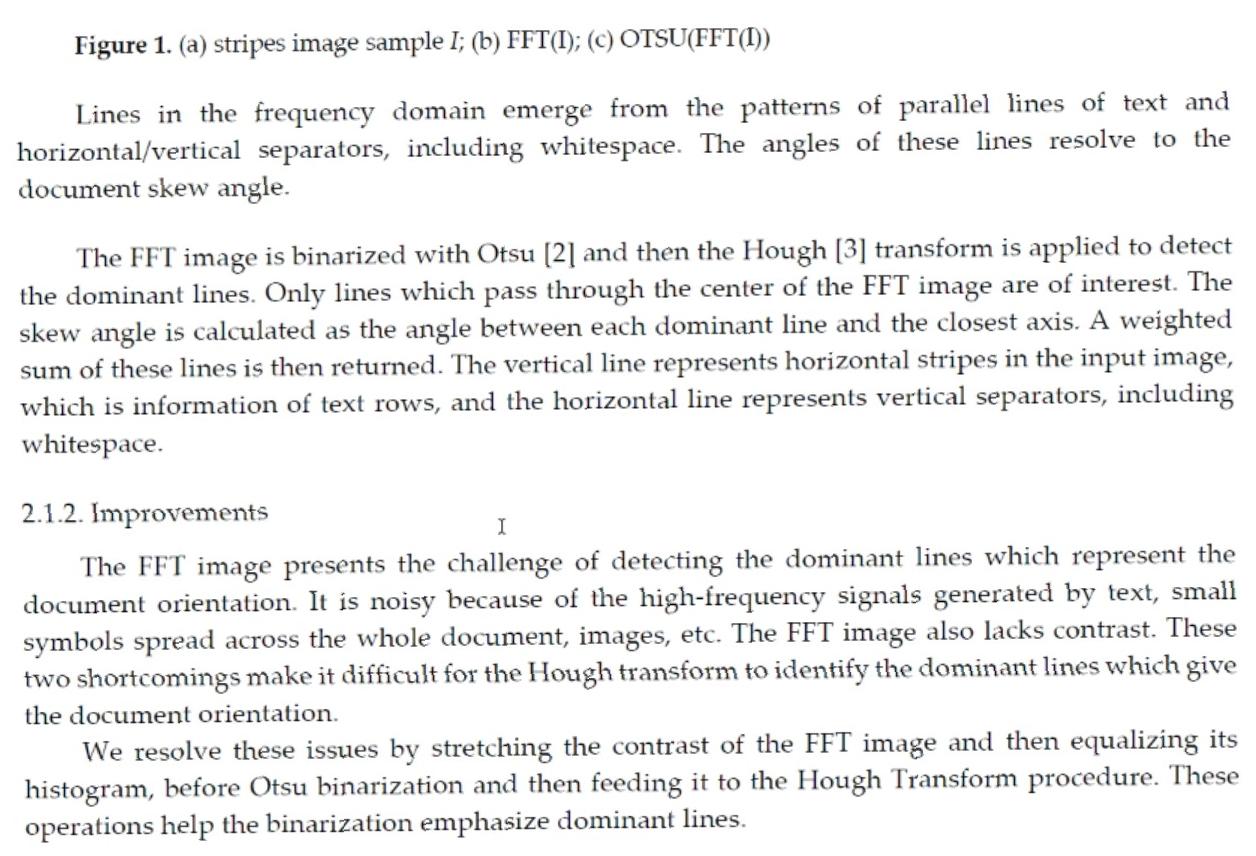 Figure 1. (a) stripes image sample I; (b) FFT(I); (c) OTSU(FFT(I))
Lines in the frequency domain emerge from the patterns of parallel lines of text and
horizontal/vertical separators, including whitespace. The angles of these lines resolve to the
document skew angle.
The FFT image is binarized with Otsu [2] and then the Hough [3] transform is applied to detect
the dominant lines. Only lines which pass through the center of the FFT image are of interest. The
skew angle is calculated as the angle between each dominant line and the closest axis. A weighted
sum of these lines is then returned. The vertical line represents horizontal stripes in the input image,
which is information of text rows, and the horizontal line represents vertical separators, including
whitespace.
2.1.2. Improvements
The FFT image presents the challenge of detecting the dominant lines which represent the
document orientation. It is noisy because of the high-frequency signals generated by text, small
symbols spread across the whole document, images, etc. The FFT image also lacks contrast. These
two shortcomings make it difficult for the Hough transform to identify the dominant lines which give
the document orientation.
We resolve these issues by stretching the contrast of the FFT image and then equalizing its
histogram, before Otsu binarization and then feeding it to the Hough Transform procedure. These
operations help the binarization emphasize dominant lines.